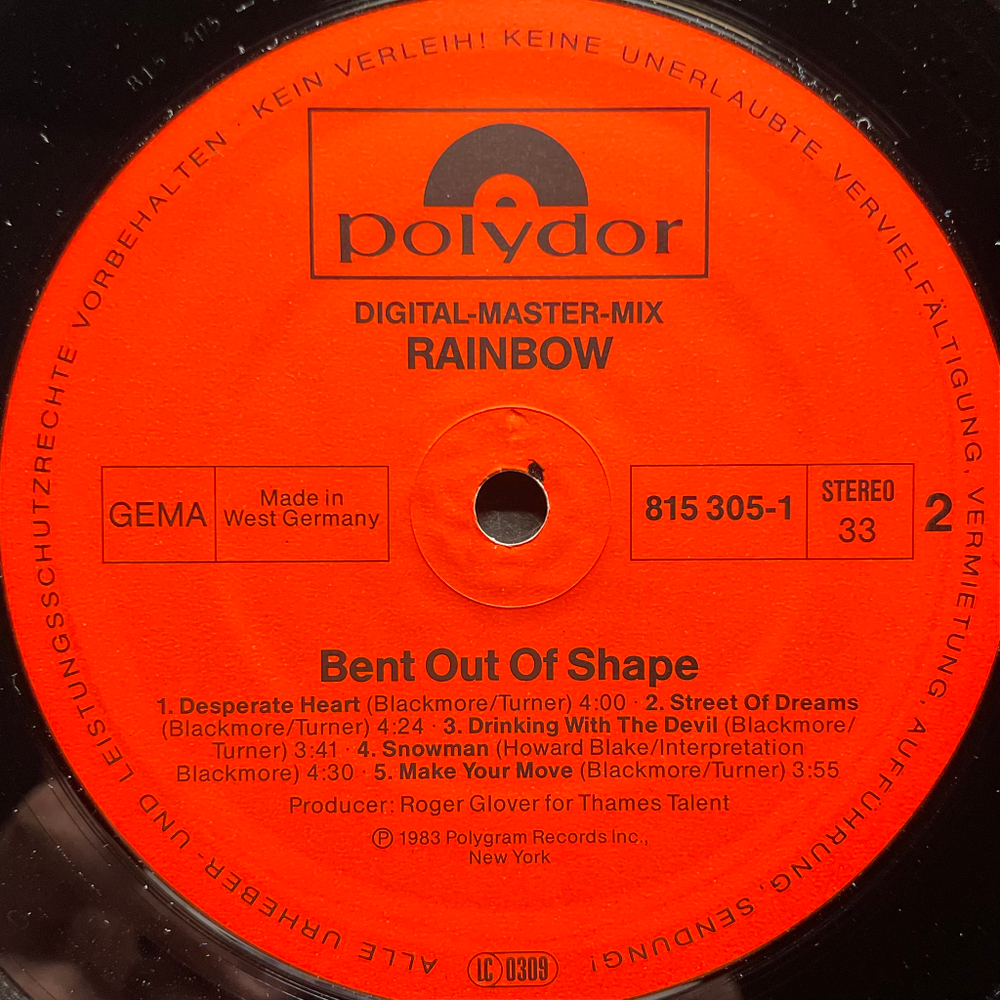 ALLE URHEBER- UND LEISTUNGSSCHUTZRECHTE VORBEHALTEN · KEIN VERLEIH! KEINE UNERLAUBTE VERVIELFÄLTIGUNG, VERMIETUNG, AUFFÜHRUNG, SENDUNG!
polydor
DIGITAL-MASTER-MIX
RAINBOW
GEMA
Made in
West Germany
815 305-1
STEREO
33
2
Bent Out Of Shape
1. Desperate Heart (Blackmore/Turner) 4:00 · 2. Street Of Dreams
(Blackmore/Turner) 4:24 · 3. Drinking With The Devil (Blackmore/
Turner) 3:41 · 4. Snowman (Howard Blake/Interpretation
Blackmore) 4:30 · 5. Make Your Move (Blackmore/Turner) 3:55
Producer: Roger Glover for Thames Talent
Ⓟ 1983 Polygram Records Inc.,
New York
LC 0309